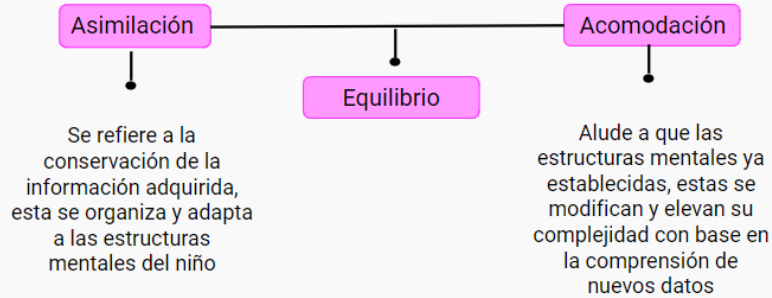 Asimilación
Acomodación
Equilibrio
Se refiere a la
conservación de la
información adquirida,
esta se organiza y adapta
a las estructuras
mentales del niño
Alude a que las
estructuras mentales ya
establecidas, estas se
modifican y elevan su
complejidad con base en
la comprensión de
nuevos datos